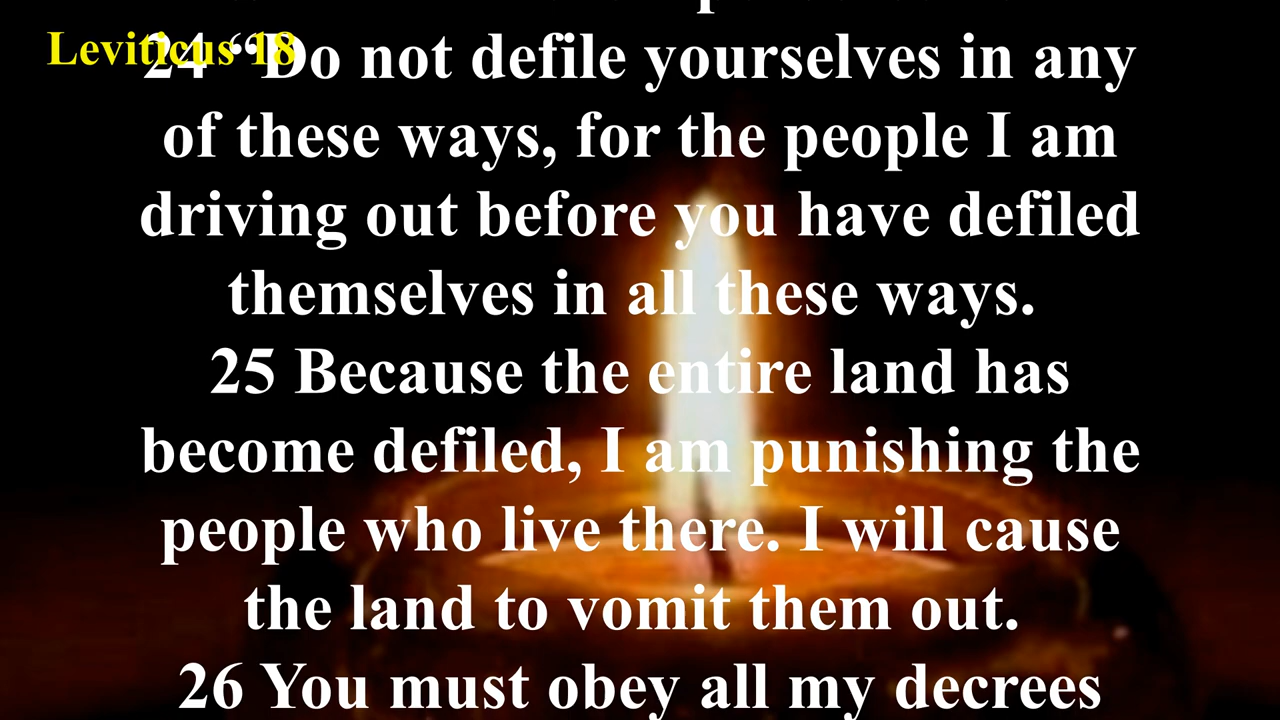 Leviticus 18
24 “Do not defile yourselves in any
of these ways, for the people I am
driving out before you have defiled
themselves in all these ways.
25 Because the entire land has
become defiled, I am punishing the
people who live there. I will cause
the land to vomit them out.
26 You must obey all my decrees